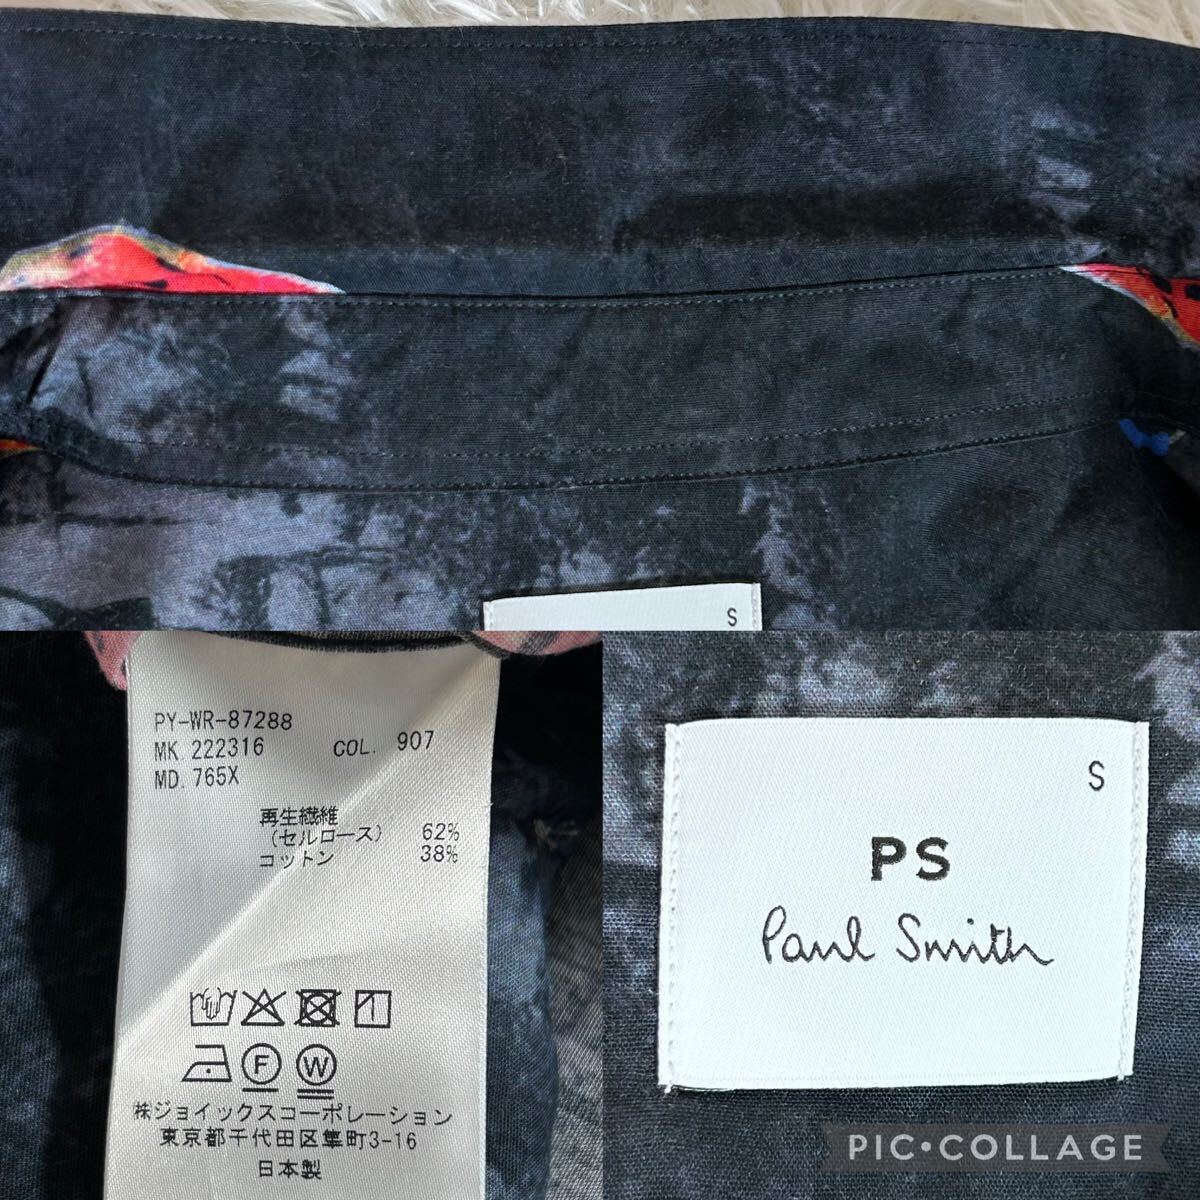 S
PY-WR-87288
MK. 222316 COL. 907
MD. 765X
再生繊維
(セルロース) 62%
コットン 38%
F W
株ジョイックスコーポレーション
東京都千代田区隼町3-16
日本製
S
PS
Paul Smith
PIC•COLLAGE